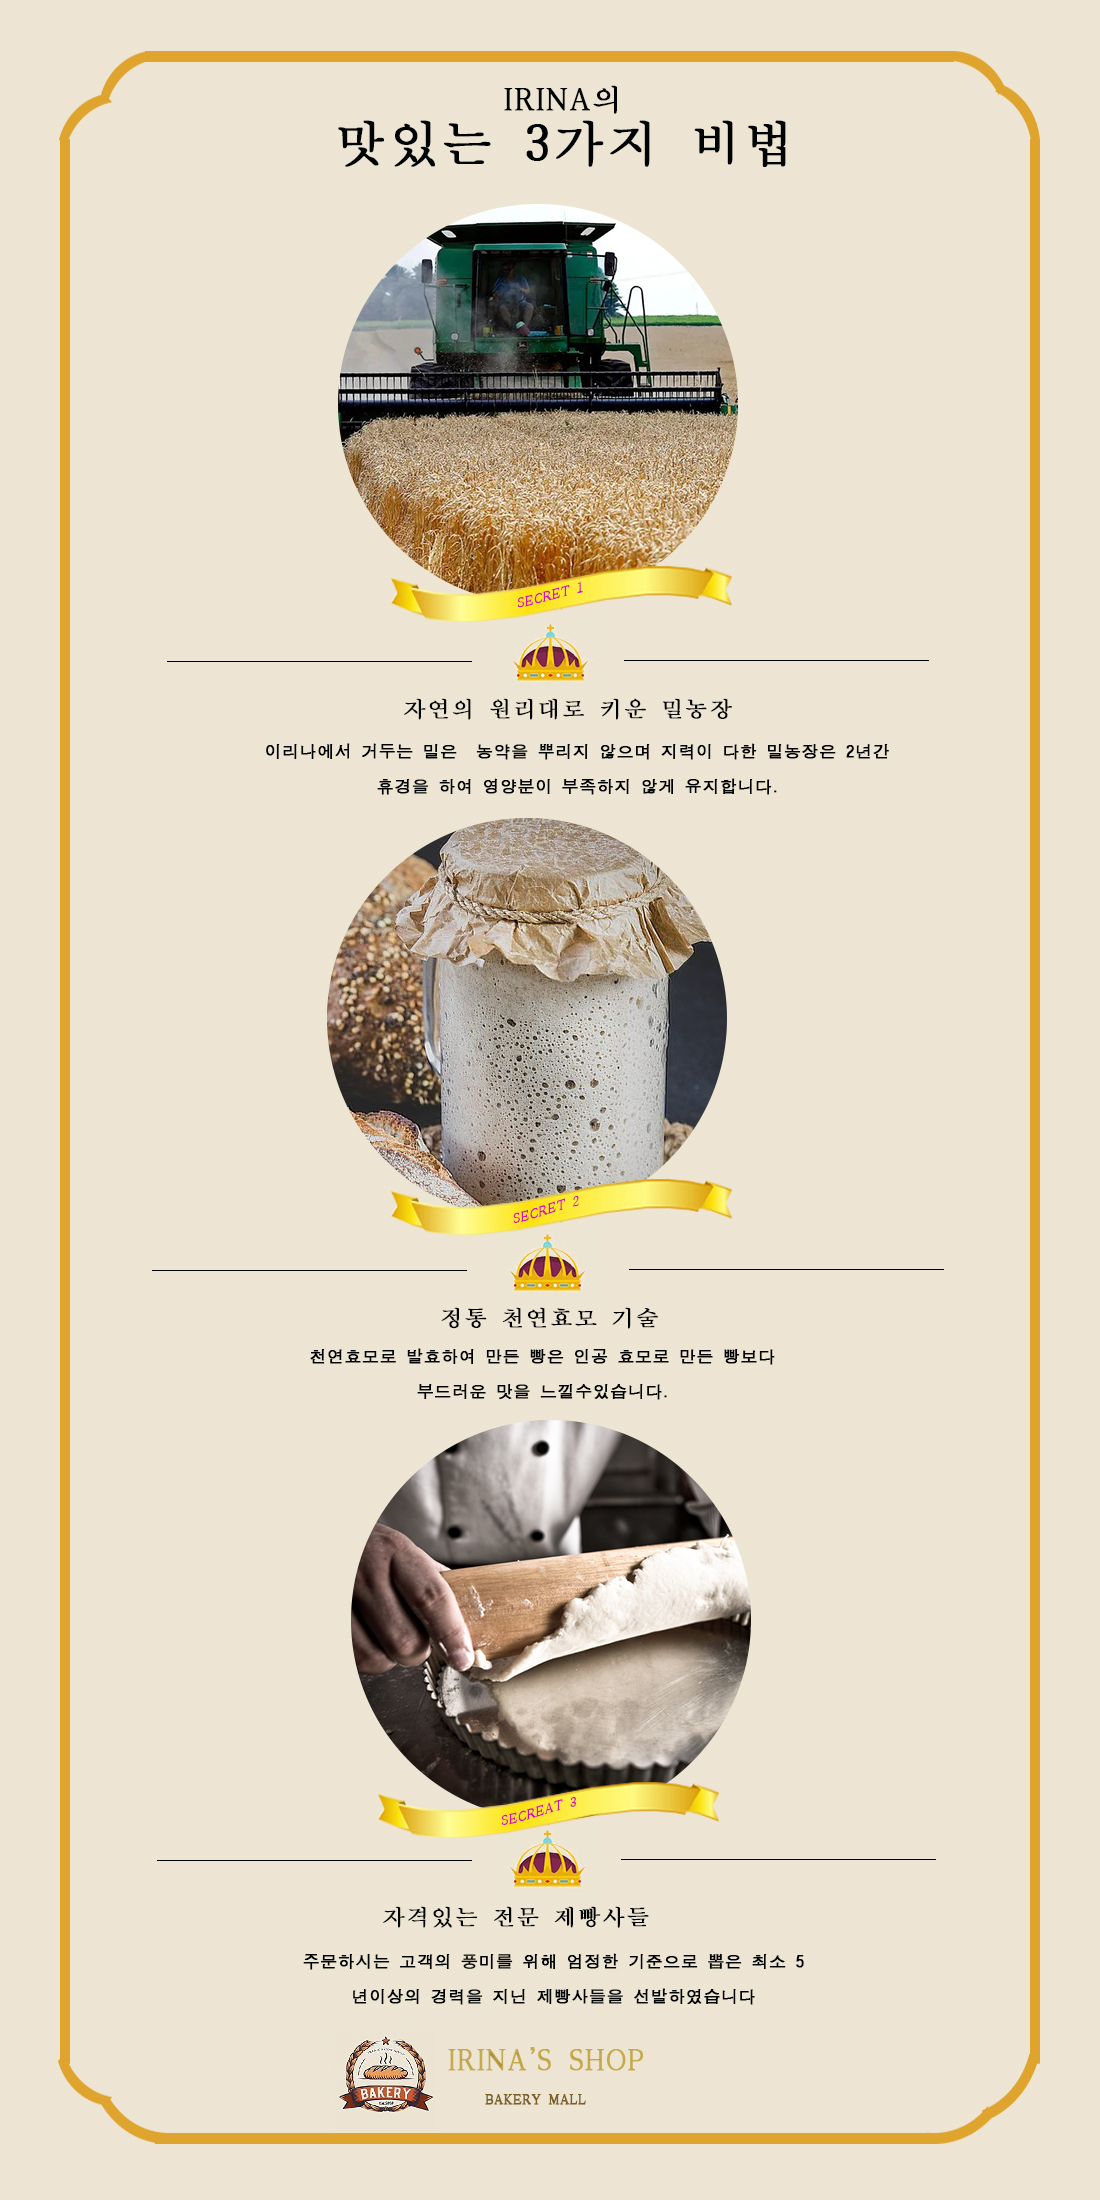 IRINA의
맛있는 3가지 비법
SECRET 1
자연의 원리대로 키운 밀농장
이리나에서 거두는 밀은 농약을 뿌리지 않으며 지력이 다한 밀농장은 2년간
휴경을 하여 영양분이 부족하지 않게 유지합니다.
SECRET 2
정통 천연효모 기술
천연효모로 발효하여 만든 빵은 인공 효모로 만든 빵보다
부드러운 맛을 느낄수있습니다.
SECREAT 3
자격있는 전문 제빵사들
주문하시는 고객의 풍미를 위해 엄정한 기준으로 뽑은 최소 5
년이상의 경력을 지닌 제빵사들을 선발하였습니다
BAKERY
IRINA'S SHOP
BAKERY MALL